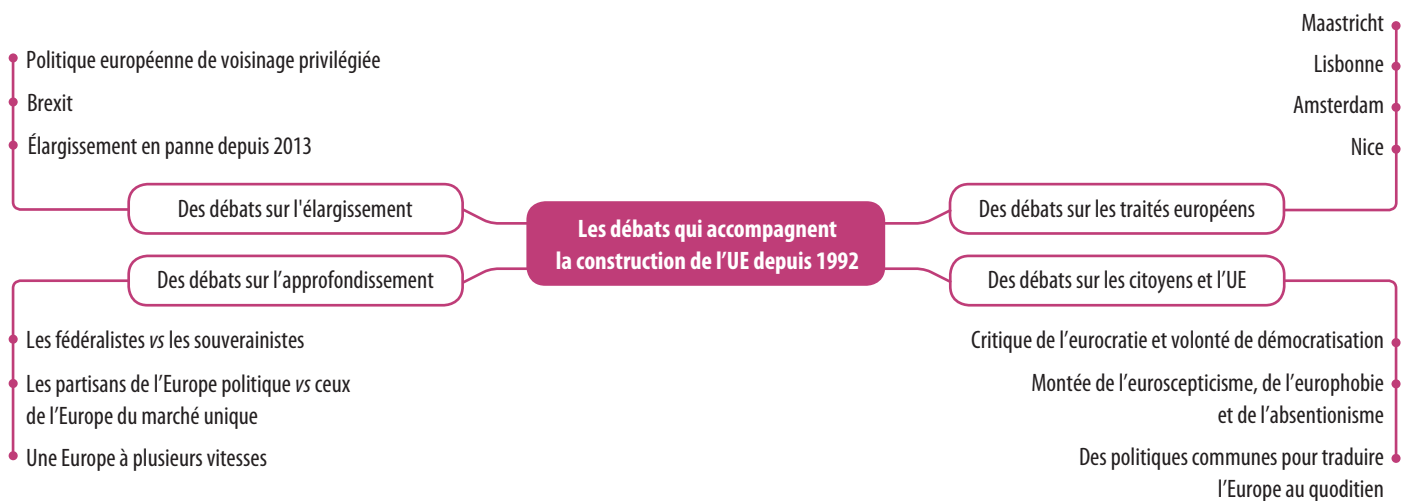 Maastricht
Lisbonne
Amsterdam
Nice
Politique européenne de voisinage privilégiée
Brexit
Élargissement en panne depuis 2013
Des débats sur l'élargissement
Des débats sur les traités européens
Les débats qui accompagnent
la construction de l'UE depuis 1992
Des débats sur l'approfondissement
Des débats sur les citoyens et l'UE
Les fédéralistes vs les souverainistes
Les partisans de l'Europe politique vs ceux
de l'Europe du marché unique
Une Europe à plusieurs vitesses
Critique de l'eurocratie et volonté de démocratisation
Montée de l'euroscepticisme, de l'europhobie
et de l'absentionisme
Des politiques communes pour traduire
l'Europe au quoditien